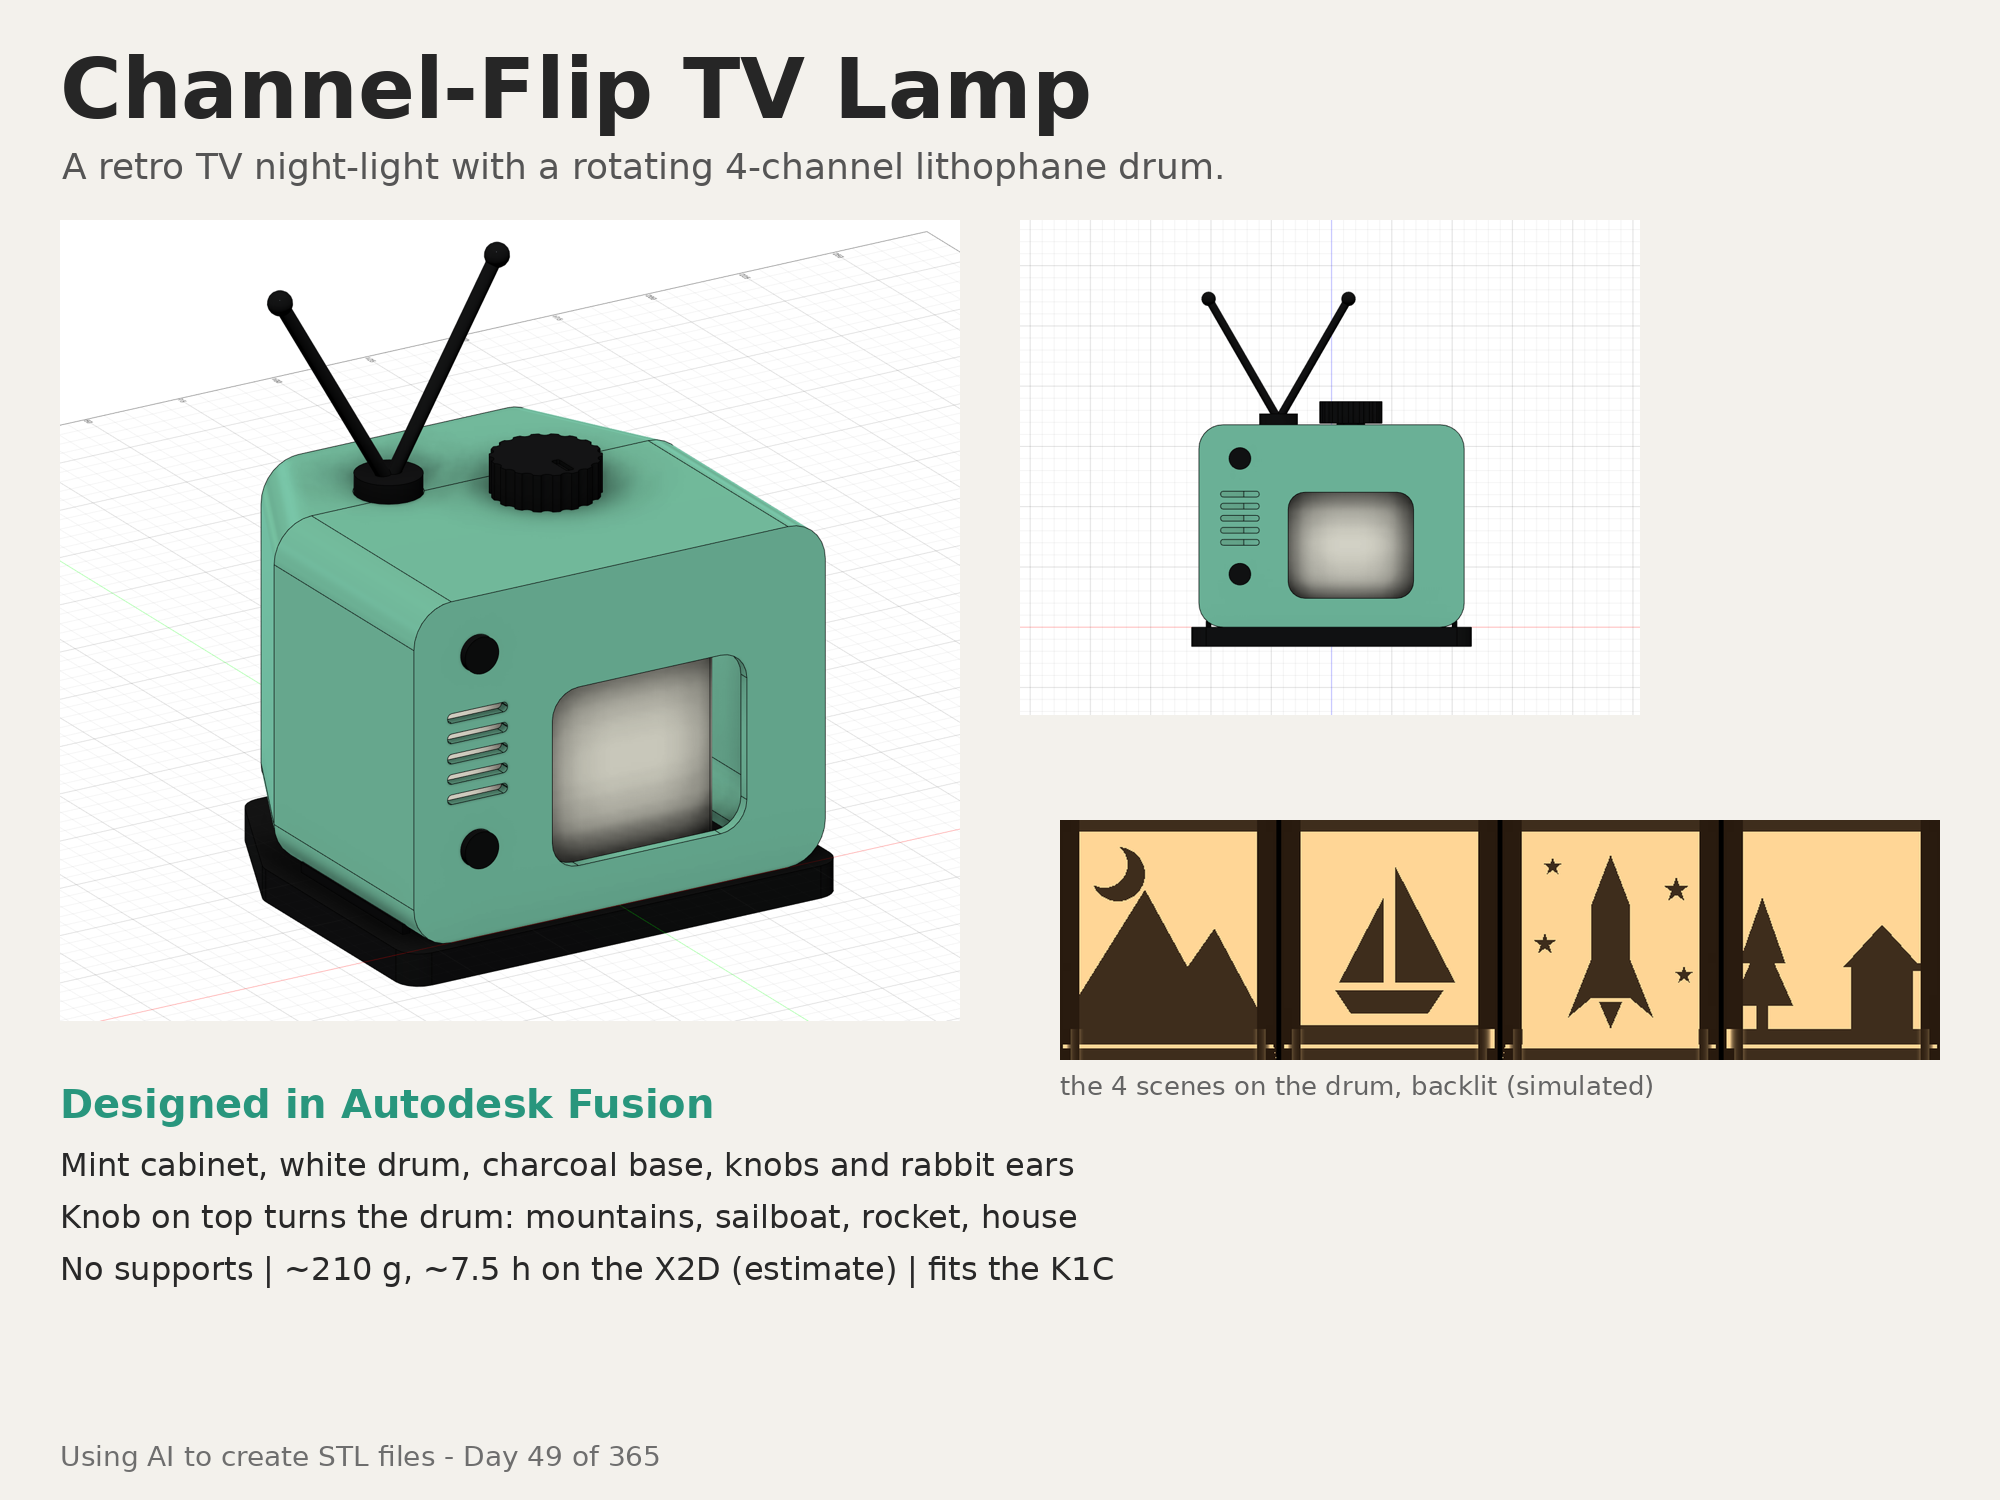 Channel-Flip TV Lamp
A retro TV night-light with a rotating 4-channel lithophane drum.
the 4 scenes on the drum, backlit (simulated)
Designed in Autodesk Fusion
Mint cabinet, white drum, charcoal base, knobs and rabbit ears
Knob on top turns the drum: mountains, sailboat, rocket, house
No supports | ~210 g, ~7.5 h on the X2D (estimate) | fits the K1C
Using AI to create STL files - Day 49 of 365